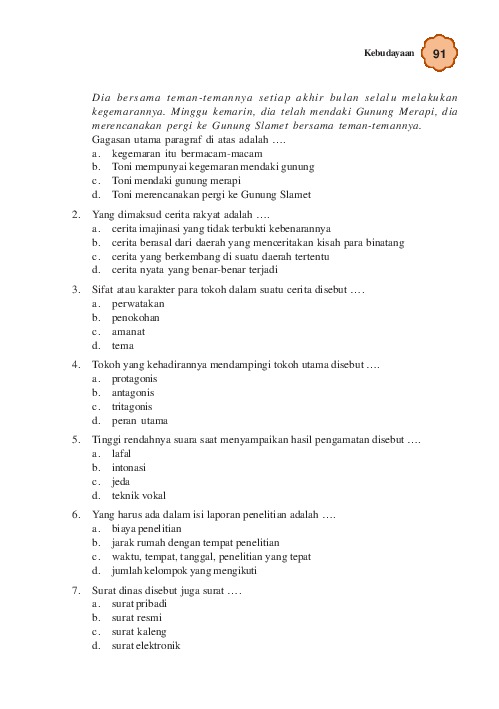 Kebudayaan 91
Dia bersama teman-temannya setiap akhir bulan selalu melakukan
kegemarannya. Minggu kemarin, dia telah mendaki Gunung Merapi, dia
merencanakan pergi ke Gunung Slamet bersama teman-temannya.
Gagasan utama paragraf di atas adalah ….
a. kegemaran itu bermacam-macam
b. Toni mempunyai kegemaran mendaki gunung
c. Toni mendaki gunung merapi
d. Toni merencanakan pergi ke Gunung Slamet
2. Yang dimaksud cerita rakyat adalah ….
a. cerita imajinasi yang tidak terbukti kebenarannya
b. cerita berasal dari daerah yang menceritakan kisah para binatang
c. cerita yang berkembang di suatu daerah tertentu
d. cerita nyata yang benar-benar terjadi
3. Sifat atau karakter para tokoh dalam suatu cerita disebut ….
a. perwatakan
b. penokohan
c. amanat
d. tema
4. Tokoh yang kehadirannya mendampingi tokoh utama disebut ….
a. protagonis
b. antagonis
c. tritagonis
d. peran utama
5. Tinggi rendahnya suara saat menyampaikan hasil pengamatan disebut ….
a. lafal
b. intonasi
c. jeda
d. teknik vokal
6. Yang harus ada dalam isi laporan penelitian adalah ….
a. biaya penelitian
b. jarak rumah dengan tempat penelitian
c. waktu, tempat, tanggal, penelitian yang tepat
d. jumlah kelompok yang mengikuti
7. Surat dinas disebut juga surat ….
a. surat pribadi
b. surat resmi
c. surat kaleng
d. surat elektronik